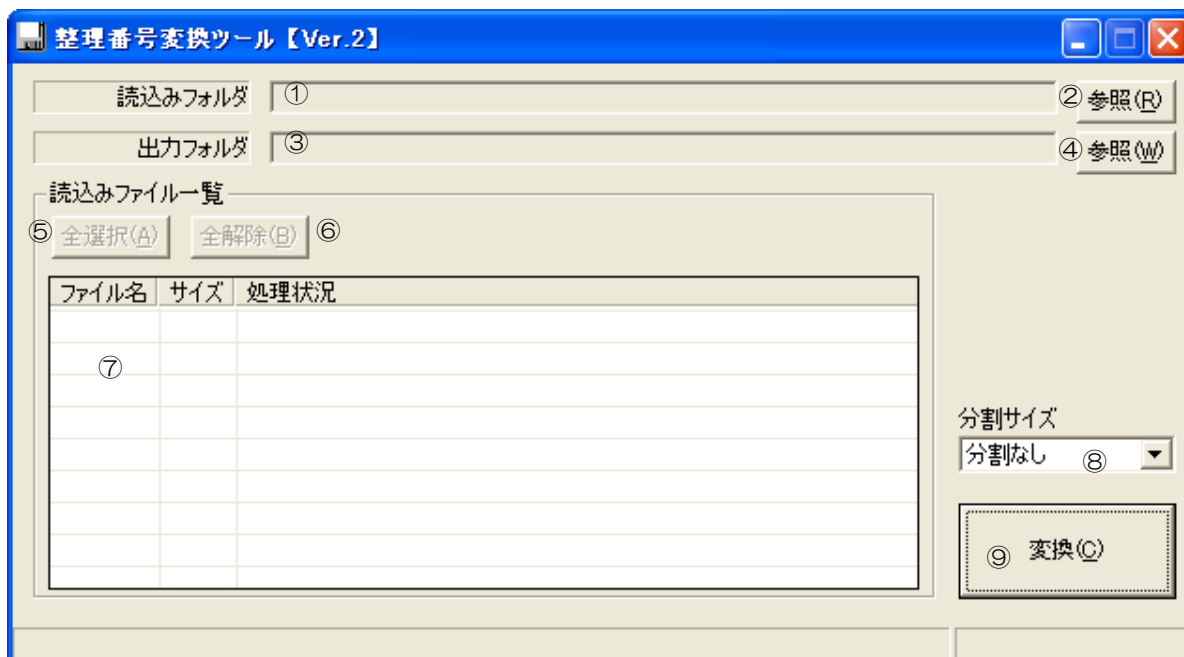 整理番号変換ツール【Ver.2】
読込みフォルダ ① ② 参照(R)
出力フォルダ ③ ④ 参照(W)
読込みファイル一覧
⑤ 全選択(A) 全解除(B) ⑥
ファイル名 サイズ 処理状況
⑦
分割サイズ
分割なし ⑧
⑨ 変換(C)